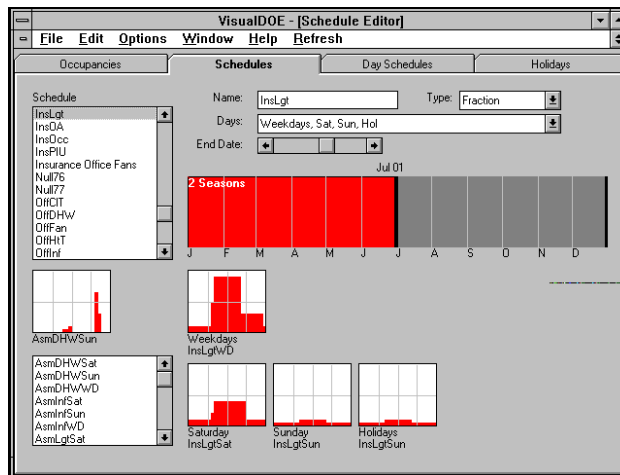 VisualDOE - [Schedule Editor]
File Edit Options Window Help Refresh
Occupancies Schedules Day Schedules Holidays
Schedule
InsLgt
InsOA
InsOcc
InsPIU
Insurance Office Fans
Null76
Null77
OffCIT
OffDHW
OffFan
OffHtT
OffInf
Name: InsLgt Type: Fraction
Days: Weekdays, Sat, Sun, Hol
End Date:
Jul 01
2 Seasons
J F M A M J J A S O N D
AsmDHWSun
Weekdays
InsLgtWD
AsmDHWSat
AsmDHWSun
AsmDHWWD
AsmInfSat
AsmInfSun
AsmInfWD
AsmLgtSat
Saturday
InsLgtSat
Sunday
InsLgtSun
Holidays
InsLgtSun